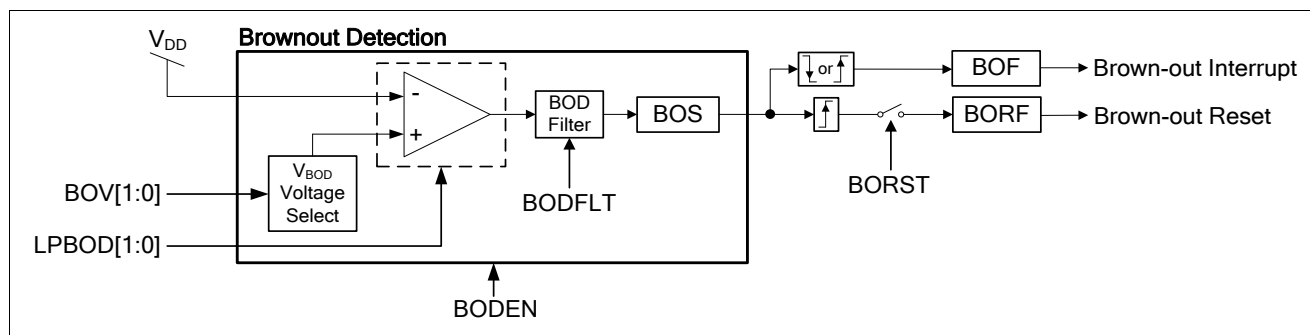 Brownout Detection
VDD
-
+
BOD
Filter
BOS
or
BOF
Brown-out Interrupt
BORF
Brown-out Reset
VBOD
Voltage
Select
BOV[1:0]
LPBOD[1:0]
BODFLT
BORST
BODEN